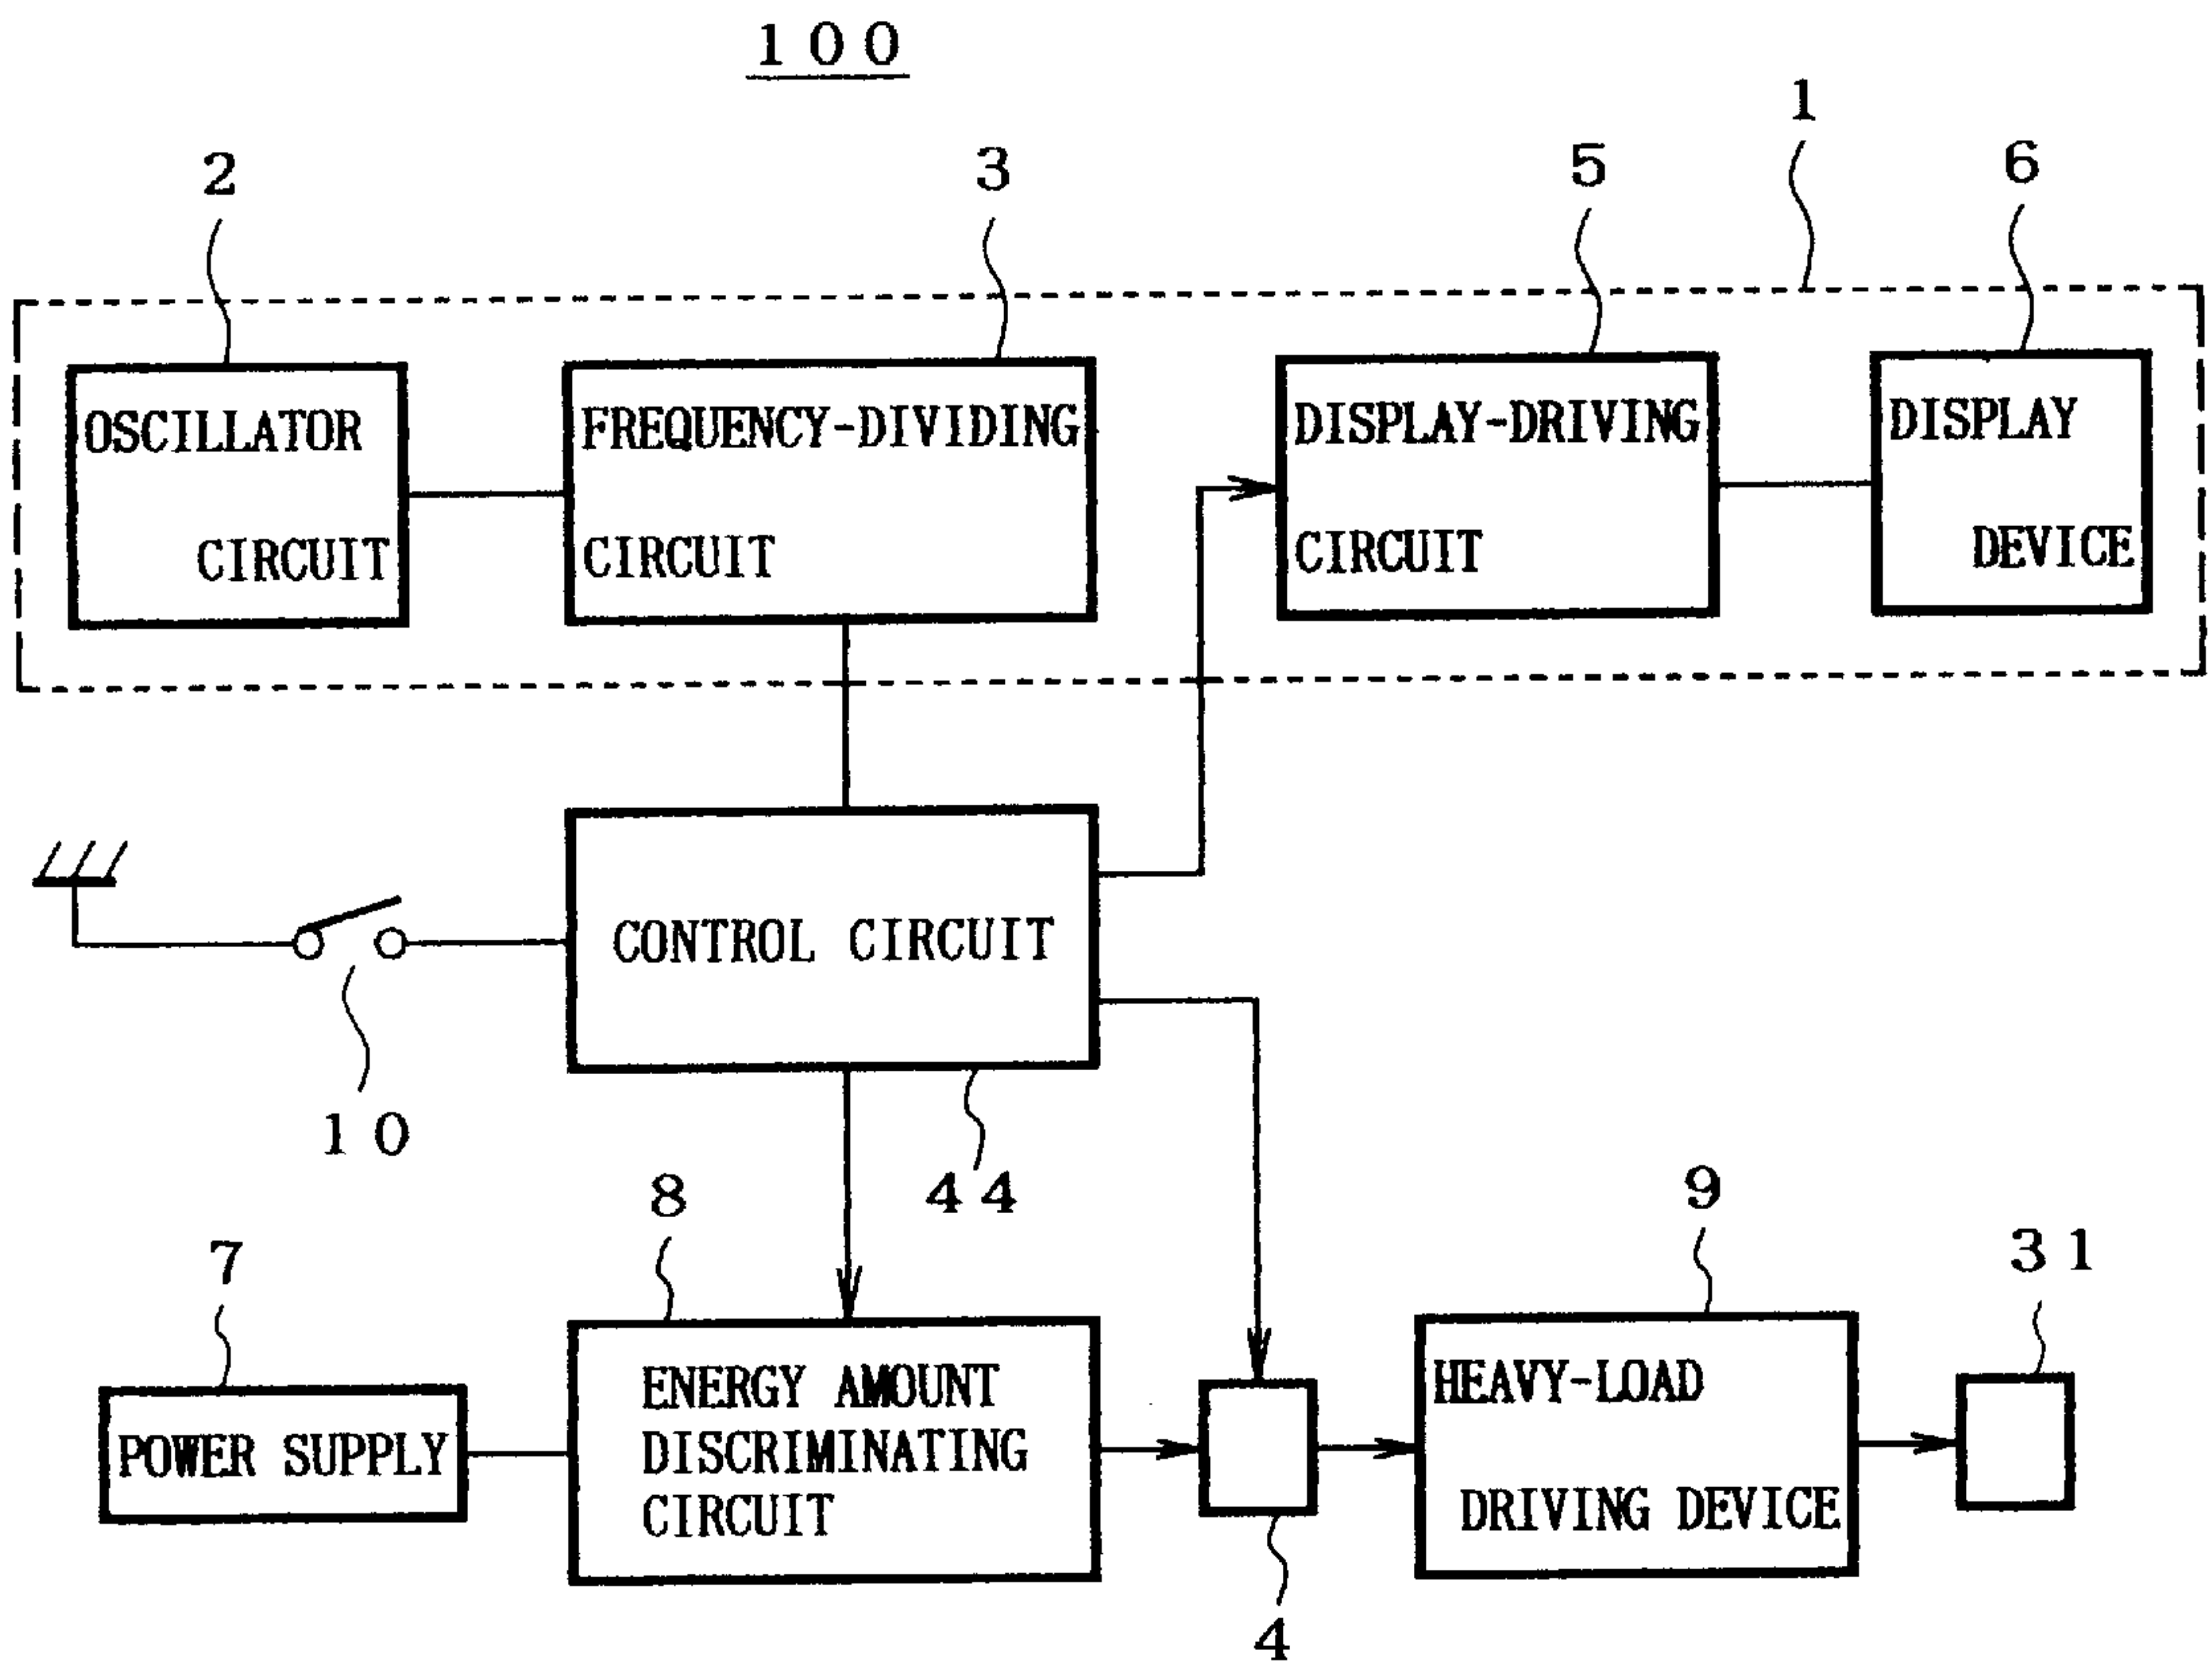 100
1
2
3
5
6
OSCILLATOR
CIRCUIT
FREQUENCY-DIVIDING
CIRCUIT
DISPLAY-DRIVING
CIRCUIT
DISPLAY
DEVICE
CONTROL CIRCUIT
10
44
7
8
9
31
POWER SUPPLY
ENERGY AMOUNT
DISCRIMINATING
CIRCUIT
HEAVY-LOAD
DRIVING DEVICE
4